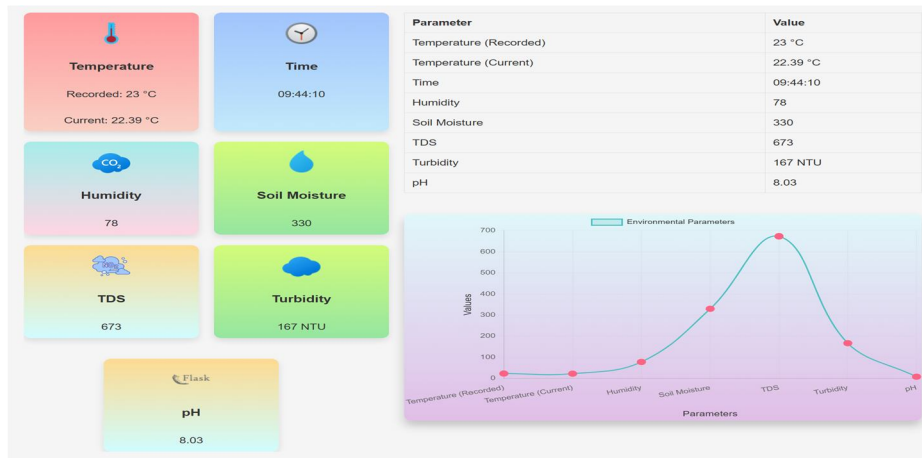 Temperature
Recorded: 23 °C
Current: 22.39 °C
Time
09:44:10
CO₂
Humidity
78
Soil Moisture
330
TDS
673
Turbidity
167 NTU
Flask
pH
8.03
Parameter Value
Temperature (Recorded) 23 °C
Temperature (Current) 22.39 °C
Time 09:44:10
Humidity 78
Soil Moisture 330
TDS 673
Turbidity 167 NTU
pH 8.03
Environmental Parameters
Values
700
600
500
400
300
200
100
0
Temperature (Recorded)
Temperature (Current)
Humidity
Soil Moisture
TDS
Turbidity
pH
Parameters